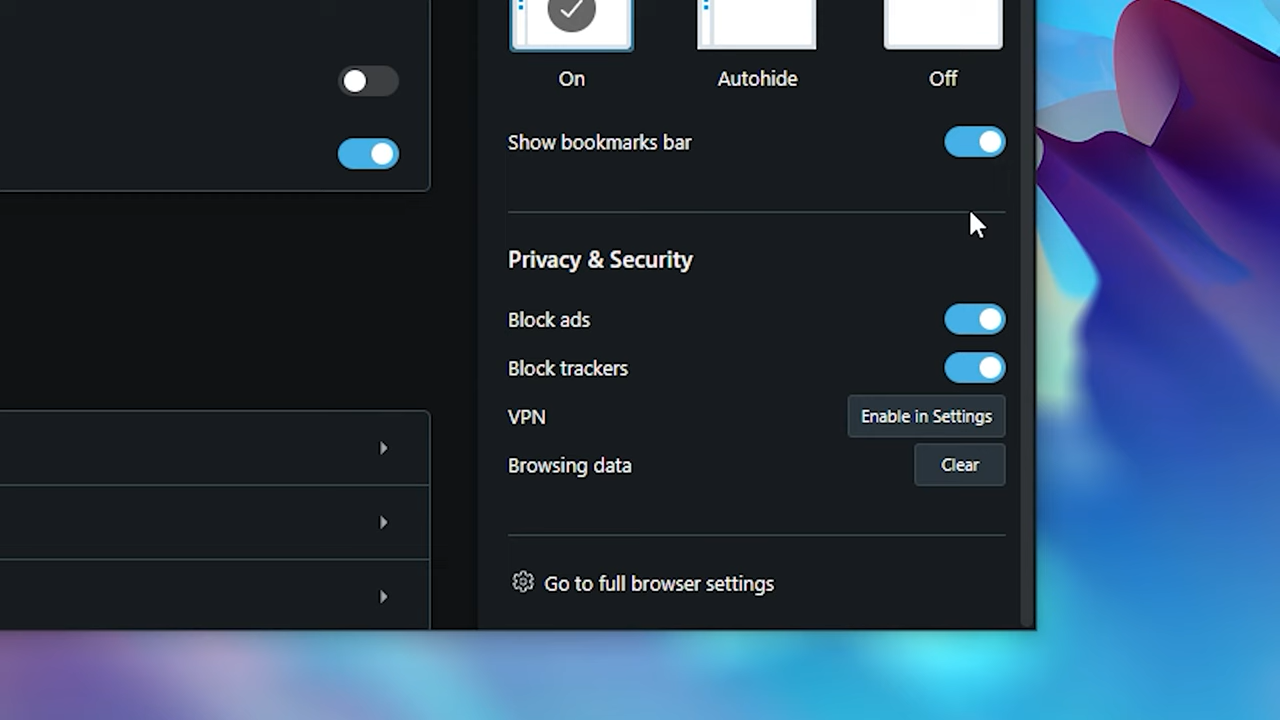 On
Autohide
Off
Show bookmarks bar
Privacy & Security
Block ads
Block trackers
VPN
Enable in Settings
Browsing data
Clear
Go to full browser settings